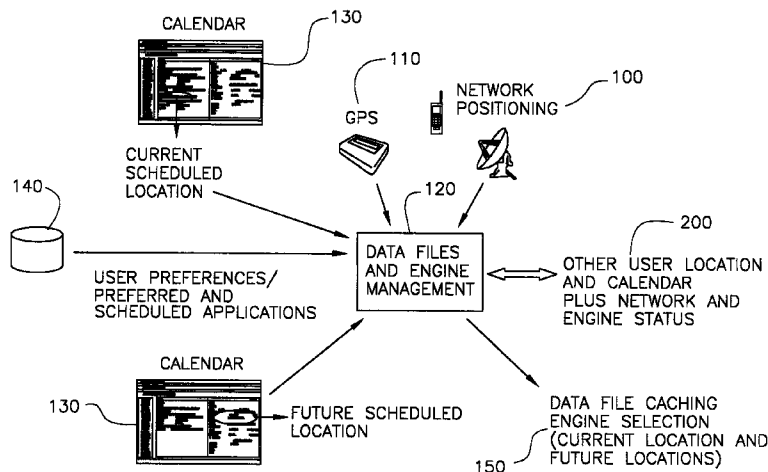 CALENDAR
130
110
GPS
NETWORK
POSITIONING
100
CURRENT
SCHEDULED
LOCATION
140
120
DATA FILES
AND ENGINE
MANAGEMENT
200
OTHER USER LOCATION
AND CALENDAR
PLUS NETWORK AND
ENGINE STATUS
USER PREFERENCES/
PREFERRED AND
SCHEDULED APPLICATIONS
CALENDAR
130
FUTURE SCHEDULED
LOCATION
DATA FILE CACHING
ENGINE SELECTION
(CURRENT LOCATION AND
FUTURE LOCATIONS)
150